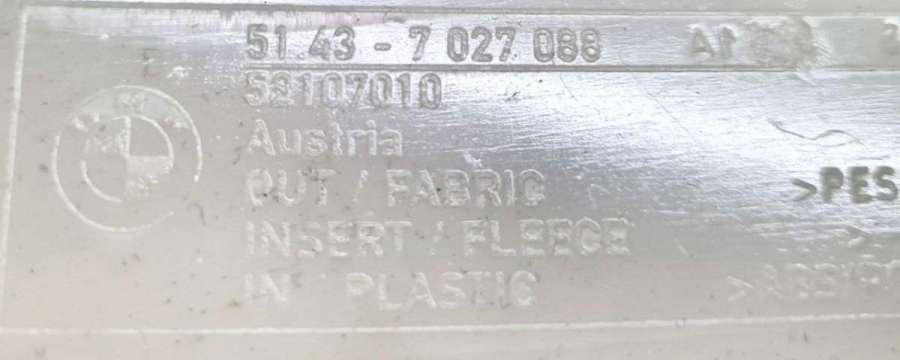 51.43 - 7 027 088
52107010
Austria
OUT / FABRIC >PES
INSERT / FLEECE
IN PLASTIC